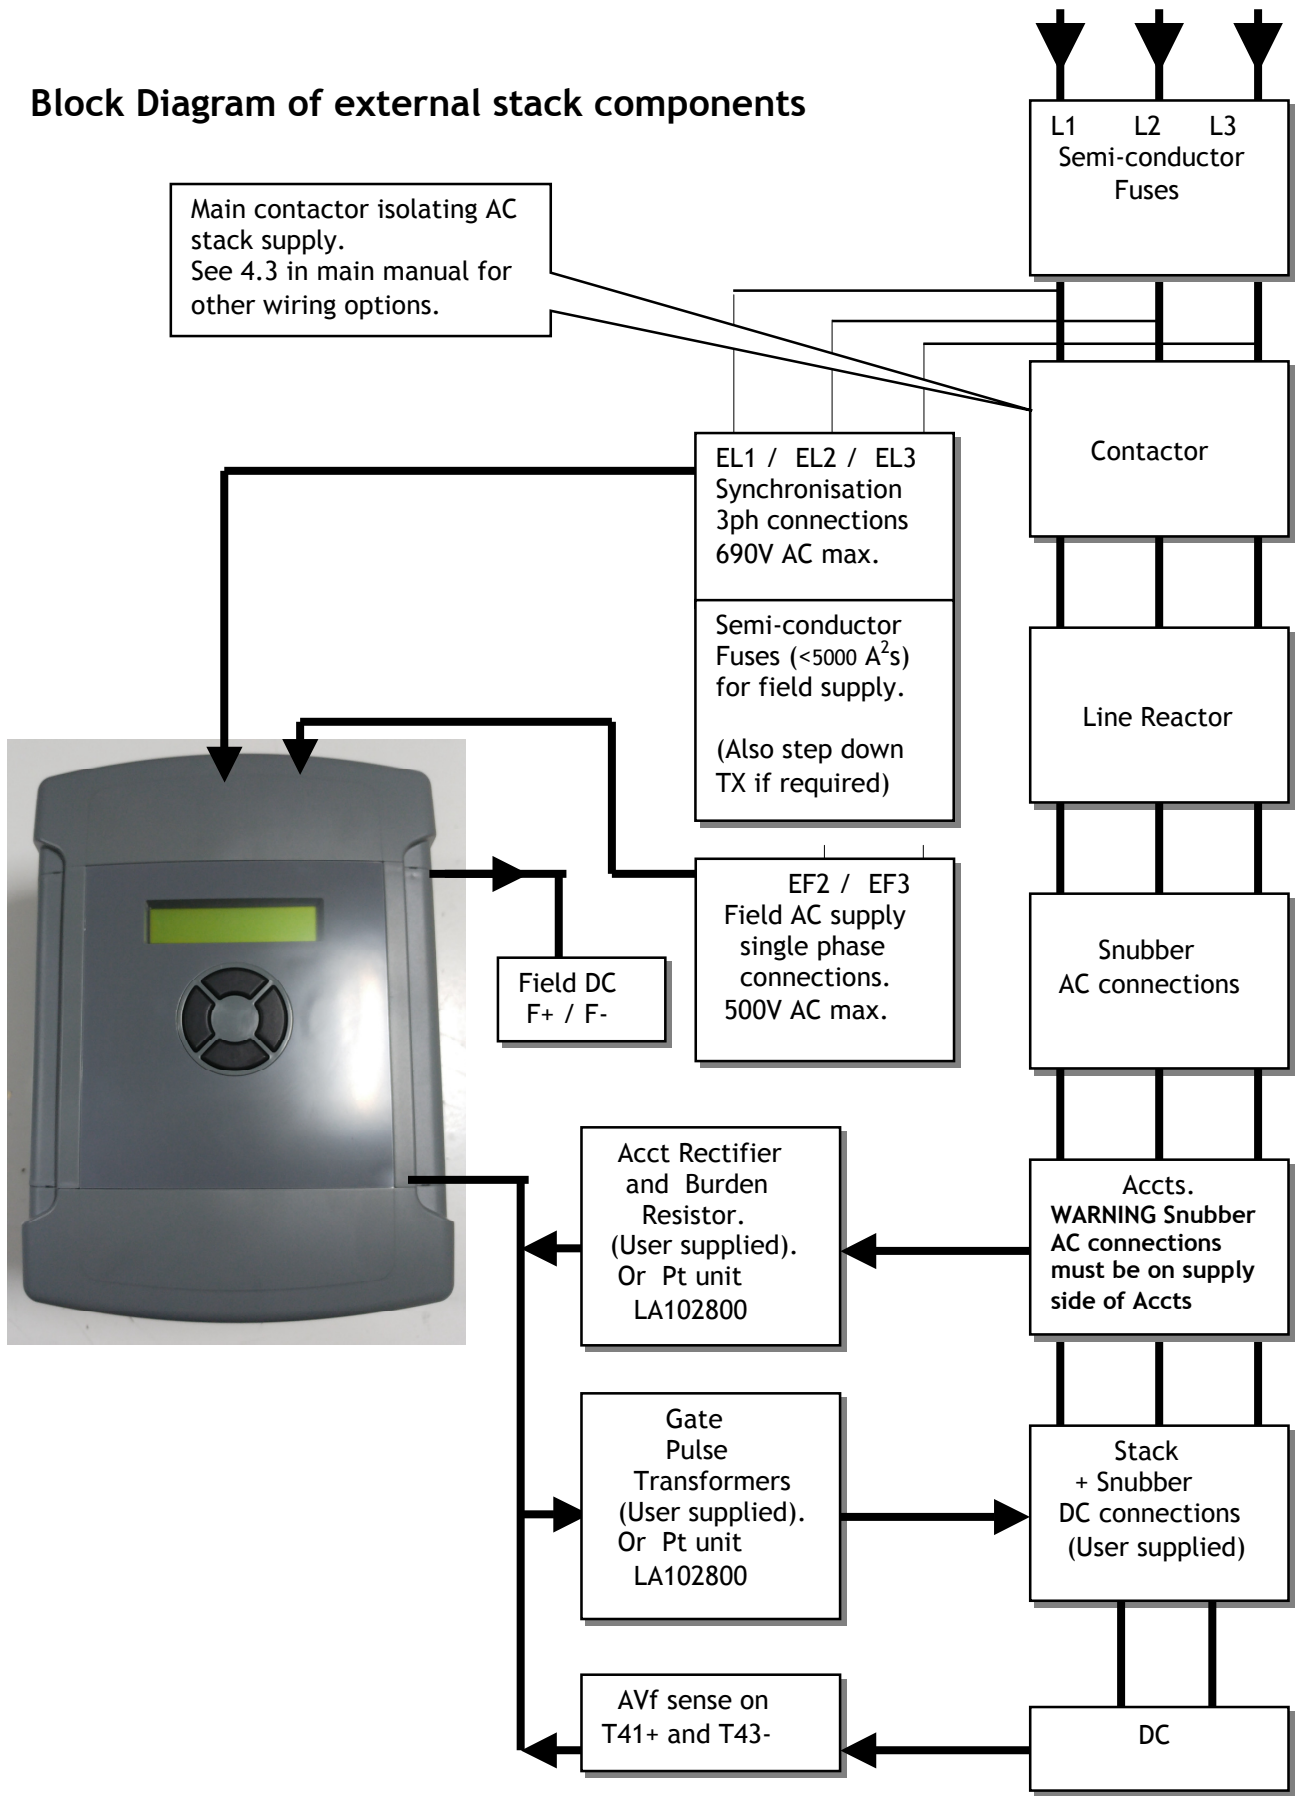 Block Diagram of external stack components
L1 L2 L3
Semi-conductor
Fuses
Main contactor isolating AC
stack supply.
See 4.3 in main manual for
other wiring options.
Contactor
EL1 / EL2 / EL3
Synchronisation
3ph connections
690V AC max.
Semi-conductor
Fuses (<5000 A²s)
for field supply.
(Also step down
TX if required)
Line Reactor
EF2 / EF3
Field AC supply
single phase
connections.
500V AC max.
Field DC
F+ / F-
Snubber
AC connections
Acct Rectifier
and Burden
Resistor.
(User supplied).
Or Pt unit
LA102800
Accts.
WARNING Snubber
AC connections
must be on supply
side of Accts
Gate
Pulse
Transformers
(User supplied).
Or Pt unit
LA102800
Stack
+ Snubber
DC connections
(User supplied)
AVf sense on
T41+ and T43-
DC